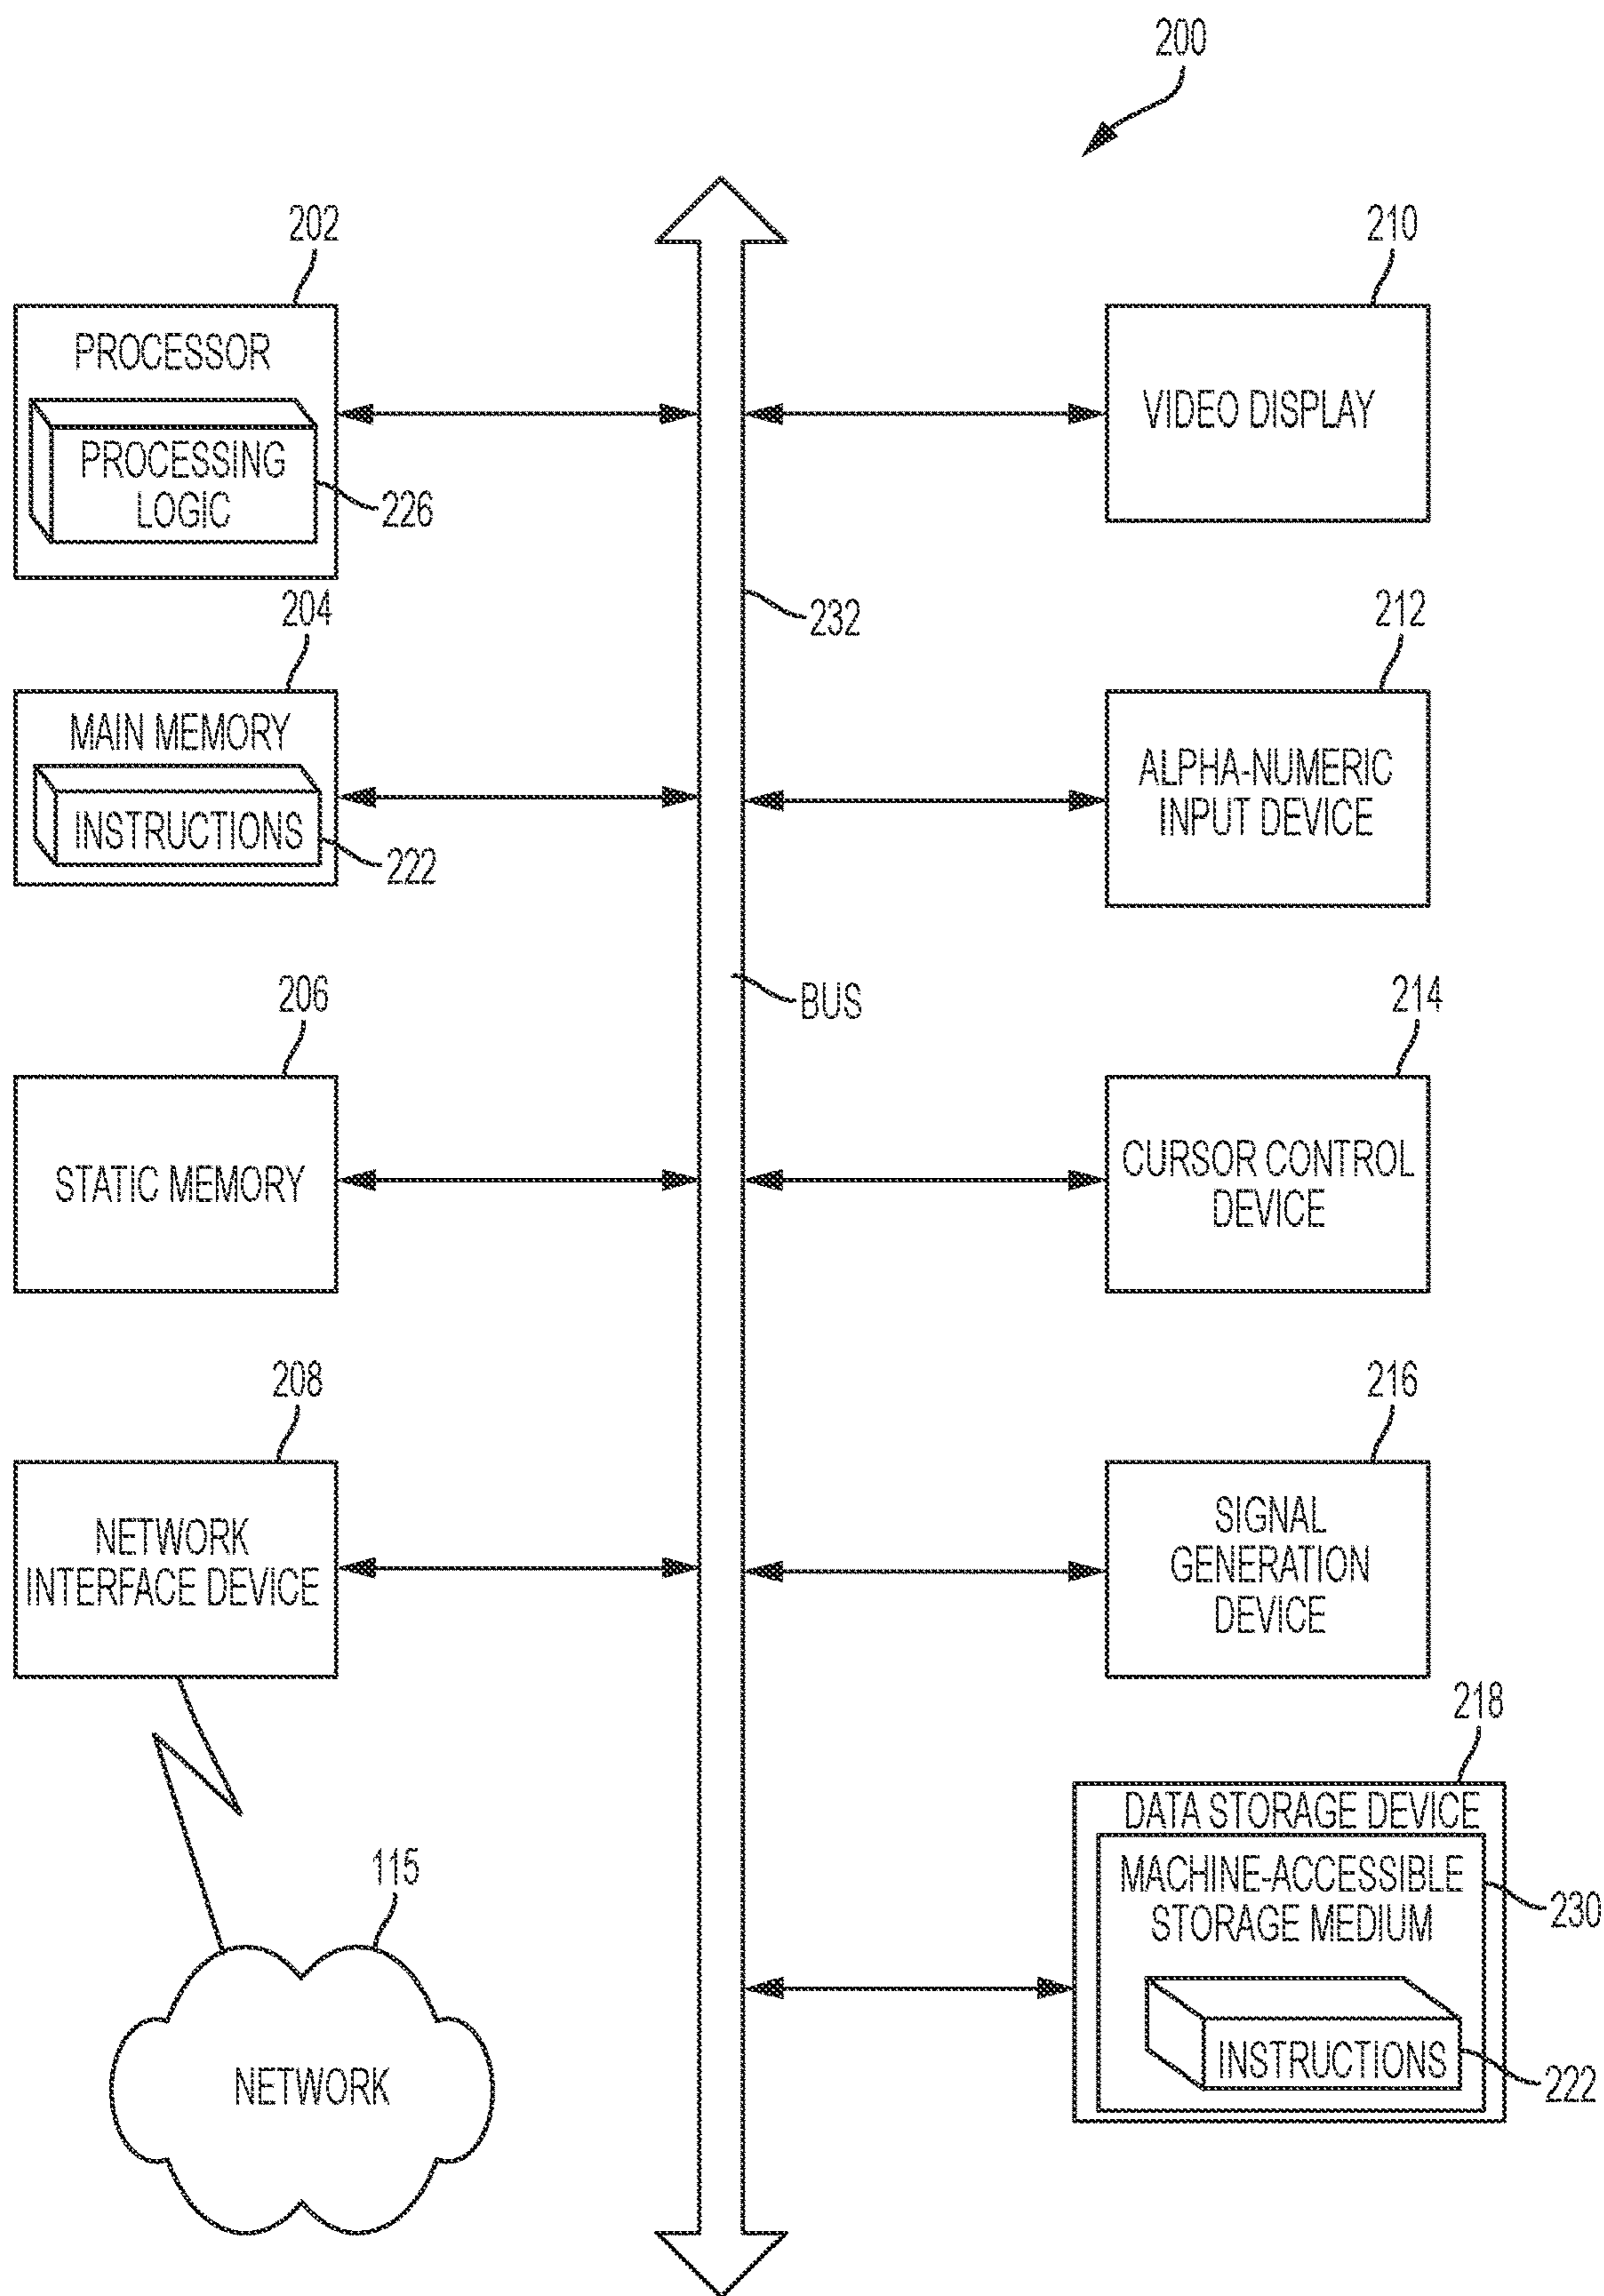 200
202
PROCESSOR
PROCESSING
LOGIC
226
210
VIDEO DISPLAY
204
MAIN MEMORY
INSTRUCTIONS
222
232
212
ALPHA-NUMERIC
INPUT DEVICE
206
STATIC MEMORY
BUS
214
CURSOR CONTROL
DEVICE
208
NETWORK
INTERFACE DEVICE
216
SIGNAL
GENERATION
DEVICE
115
NETWORK
218
DATA STORAGE DEVICE
MACHINE-ACCESSIBLE
STORAGE MEDIUM
230
INSTRUCTIONS
222